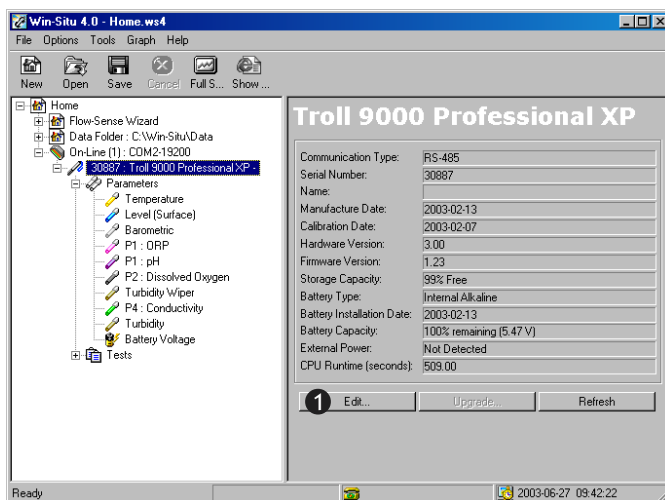 Win-Situ 4.0 - Home.ws4
File Options Tools Graph Help
New Open Save Cancel Full S... Show ...
Home
Flow-Sense Wizard
Data Folder : C:\Win-Situ\Data
On-Line (1) : COM2-19200
30887 : Troll 9000 Professional XP -
Parameters
Temperature
Level (Surface)
Barometric
P1 : ORP
P1 : pH
P2 : Dissolved Oxygen
Turbidity Wiper
P4 : Conductivity
Turbidity
Battery Voltage
Tests
Troll 9000 Professional XP
Communication Type: RS-485
Serial Number: 30887
Name:
Manufacture Date: 2003-02-13
Calibration Date: 2003-02-07
Hardware Version: 3.00
Firmware Version: 1.23
Storage Capacity: 99% Free
Battery Type: Internal Alkaline
Battery Installation Date: 2003-02-13
Battery Capacity: 100% remaining (5.47 V)
External Power: Not Detected
CPU Runtime (seconds): 509.00
1 Edit... Upgrade... Refresh
Ready 2003-06-27 09:42:22